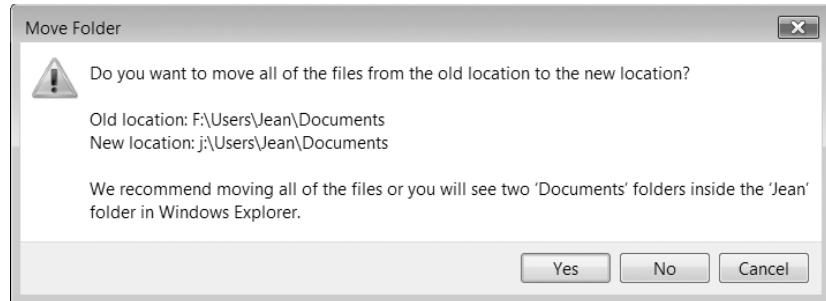 Move Folder
Do you want to move all of the files from the old location to the new location?
Old location: F:\Users\Jean\Documents
New location: j:\Users\Jean\Documents
We recommend moving all of the files or you will see two 'Documents' folders inside the 'Jean'
folder in Windows Explorer.
Yes No Cancel